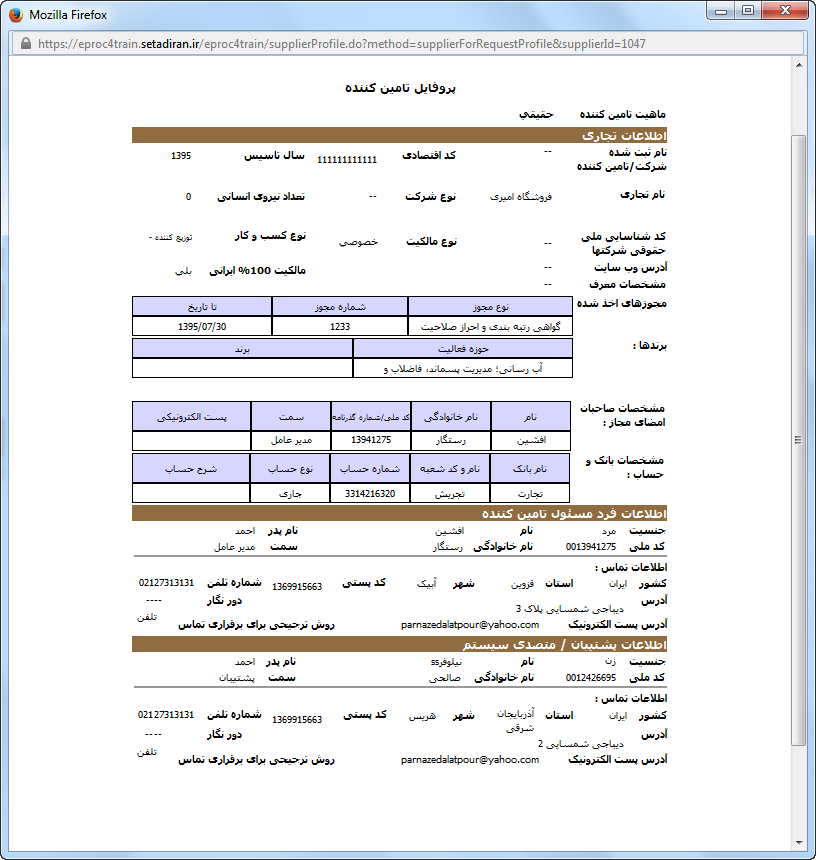 Mozilla Firefox
https://eproc4train.setadiran.ir/eproc4train/supplierProfile.do?method=supplierForRequestProfile&supplierId=1047
پروفایل تامین کننده
ماهیت تامین کننده حقیقي
اطلاعات تجاری
نام ثبت شده شرکت/تامین کننده -- کد اقتصادی 111111111111 سال تاسیس 1395
نام تجاری فروشگاه امیری نوع شرکت -- تعداد نیروی انسانی 0
کد شناسایی ملی حقوقی شرکتها -- نوع مالکیت خصوصی نوع کسب و کار توزیع کننده -
آدرس وب سایت -- مالکیت 100% ایرانی بلی
مشخصات معرف --
مجوزهای اخذ شده
نوع مجوز شماره مجوز تا تاریخ
گواهی رتبه بندی و احراز صلاحیت 1233 1395/07/30
برندها :
حوزه فعالیت برند
آب رسانی؛ مدیریت پسماند، فاضلاب و
مشخصات صاحبان امضای مجاز :
نام نام خانوادگی کد ملی/شماره گذرنامه سمت پست الکترونیکی
افشین رستگار 13941275 مدیر عامل
مشخصات بانک و حساب :
نام بانک نام و کد شعبه شماره حساب نوع حساب شرح حساب
تجارت تجریش 3314216320 جاری
اطلاعات فرد مسئول تامین کننده
جنسیت مرد نام افشین نام پدر احمد
کد ملی 0013941275 نام خانوادگی رستگار سمت مدیر عامل
اطلاعات تماس :
کشور ایران استان قزوین شهر آبیک کد پستی 1369915663 شماره تلفن 02127313131
آدرس دیباجی شمسایی پلاک 3 دور نگار ----
آدرس پست الکترونیک parnazedalatpour@yahoo.com روش ترجیحی برای برقراری تماس تلفن
اطلاعات پشتیبان / متصدی سیستم
جنسیت زن نام نیلوفرss نام پدر احمد
کد ملی 0012426695 نام خانوادگی صالحی سمت پشتیبان
اطلاعات تماس :
کشور ایران استان آذربایجان شرقی شهر هریس کد پستی 1369915663 شماره تلفن 02127313131
آدرس دیباجی شمسایی 2 دور نگار ----
آدرس پست الکترونیک parnazedalatpour@yahoo.com روش ترجیحی برای برقراری تماس تلفن